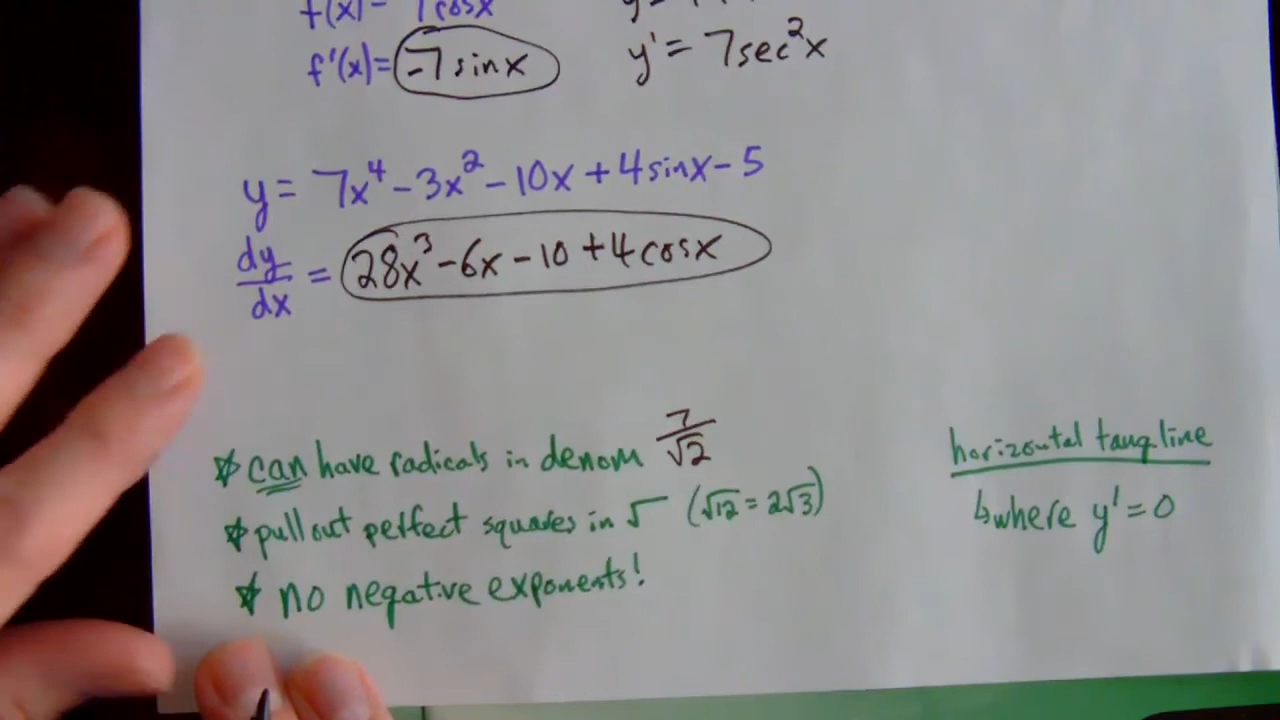 f(x) = 7cosx
f'(x) = -7sinx
y' = 7sec²x
y = 7x⁴ - 3x² - 10x + 4sinx - 5
dy/dx = 28x³ - 6x - 10 + 4cosx
* can have radicals in denom 7/√2
* pull out perfect squares in √ (√12 = 2√3)
* no negative exponents!
horizontal tang line
↳ where y' = 0